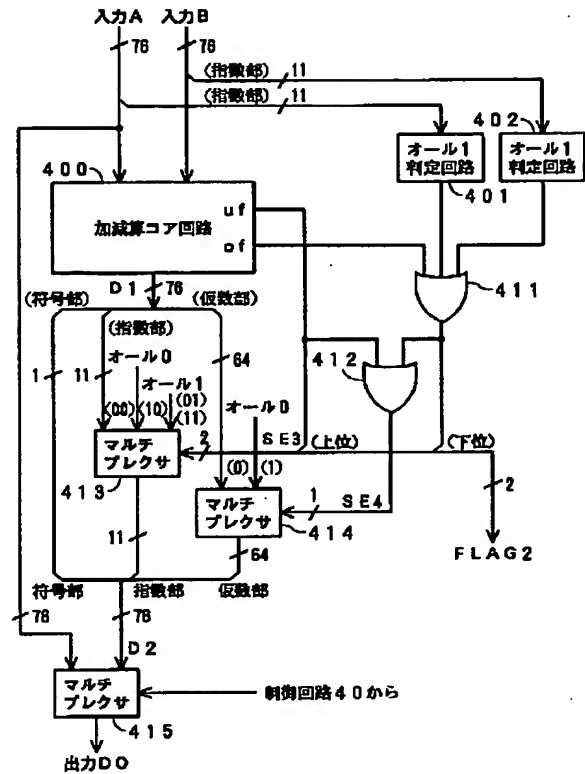 入力A 入力B
76 76
(指数部) 11
(指数部) 11
402
400
オール1
判定回路
オール1
判定回路
401
加減算コア回路
uf
of
411
D1 76
(符号部) (仮数部)
(指数部)
412
1 11 オール0 64
オール1
(00) (10) (01)
(11)
オール0
マルチ
プレクサ
2 SE3 (上位) (下位)
413
(0) (1)
マルチ
プレクサ
1 SE4
414
2
11
64
FLAG2
符号部 指数部 仮数部
76 76
D2
マルチ
プレクサ
制御回路40から
415
出力DO